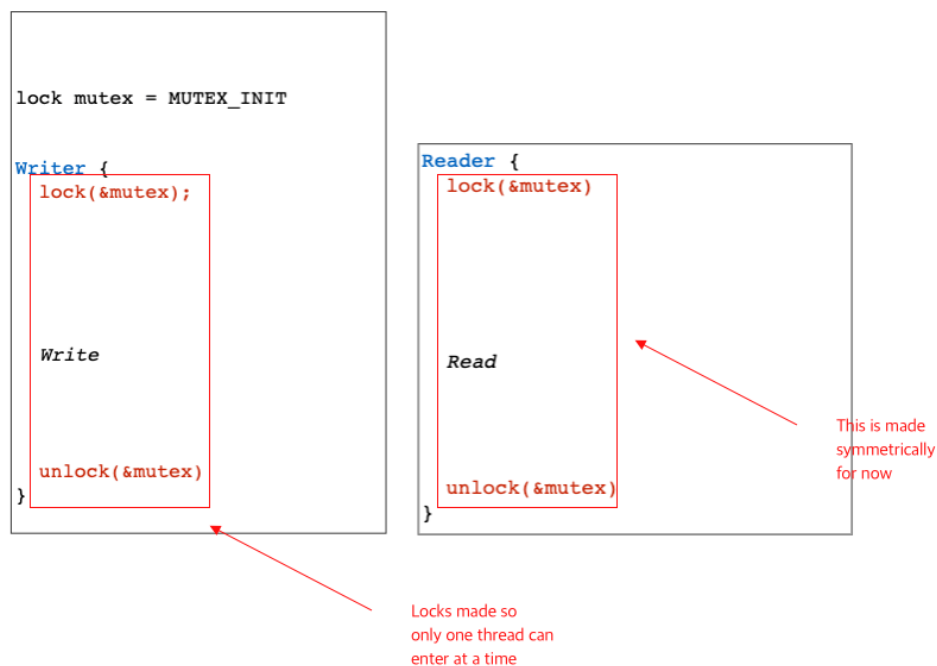 lock mutex = MUTEX_INIT
Writer {
lock(&mutex);
Write
unlock(&mutex)
}
Reader {
lock(&mutex)
Read
unlock(&mutex)
}
This is made
symmetrically
for now
Locks made so
only one thread can
enter at a time